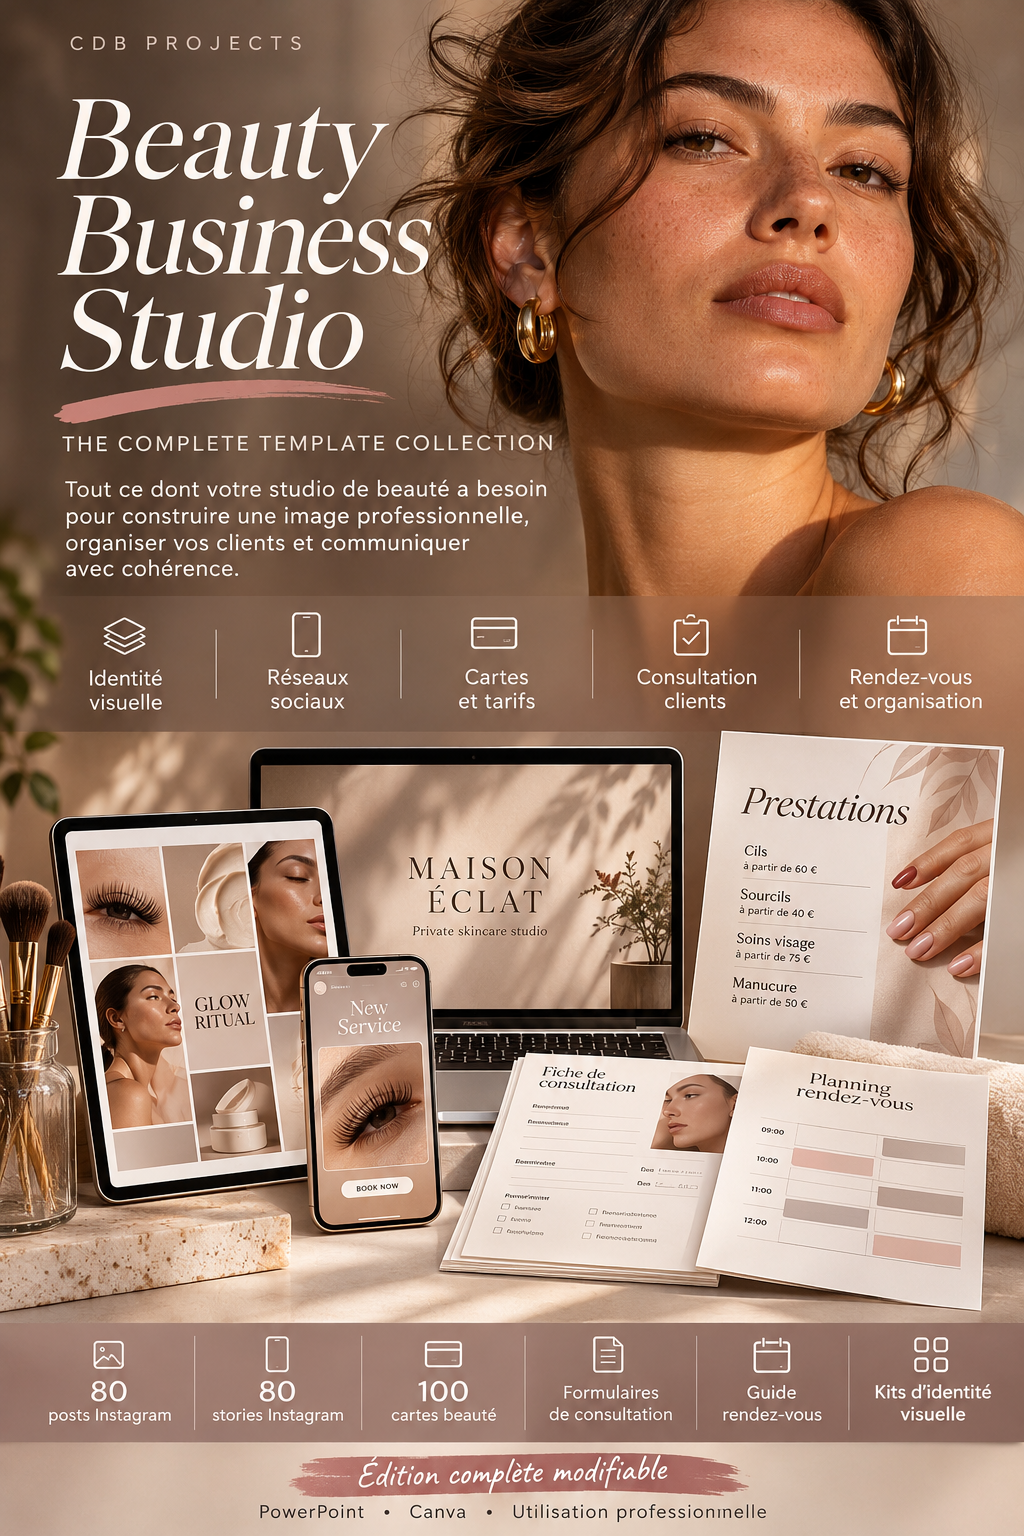 CDB PROJECTS
Beauty
Business
Studio
THE COMPLETE TEMPLATE COLLECTION
Tout ce dont votre studio de beauté a besoin
pour construire une image professionnelle,
organiser vos clients et communiquer
avec cohérence.
Identité
visuelle
Réseaux
sociaux
Cartes
et tarifs
Consultation
clients
Rendez-vous
et organisation
MAISON
ÉCLAT
Private skincare studio
Prestations
Cils
à partir de 60 €
Sourcils
à partir de 40 €
Soins visage
à partir de 75 €
Manucure
à partir de 50 €
GLOW
RITUAL
New
Service
BOOK NOW
Fiche de
consultation
Planning
rendez-vous
09:00
10:00
11:00
12:00
80
posts Instagram
80
stories Instagram
100
cartes beauté
Formulaires
de consultation
Guide
rendez-vous
Kits d'identité
visuelle
Édition complète modifiable
PowerPoint • Canva • Utilisation professionnelle